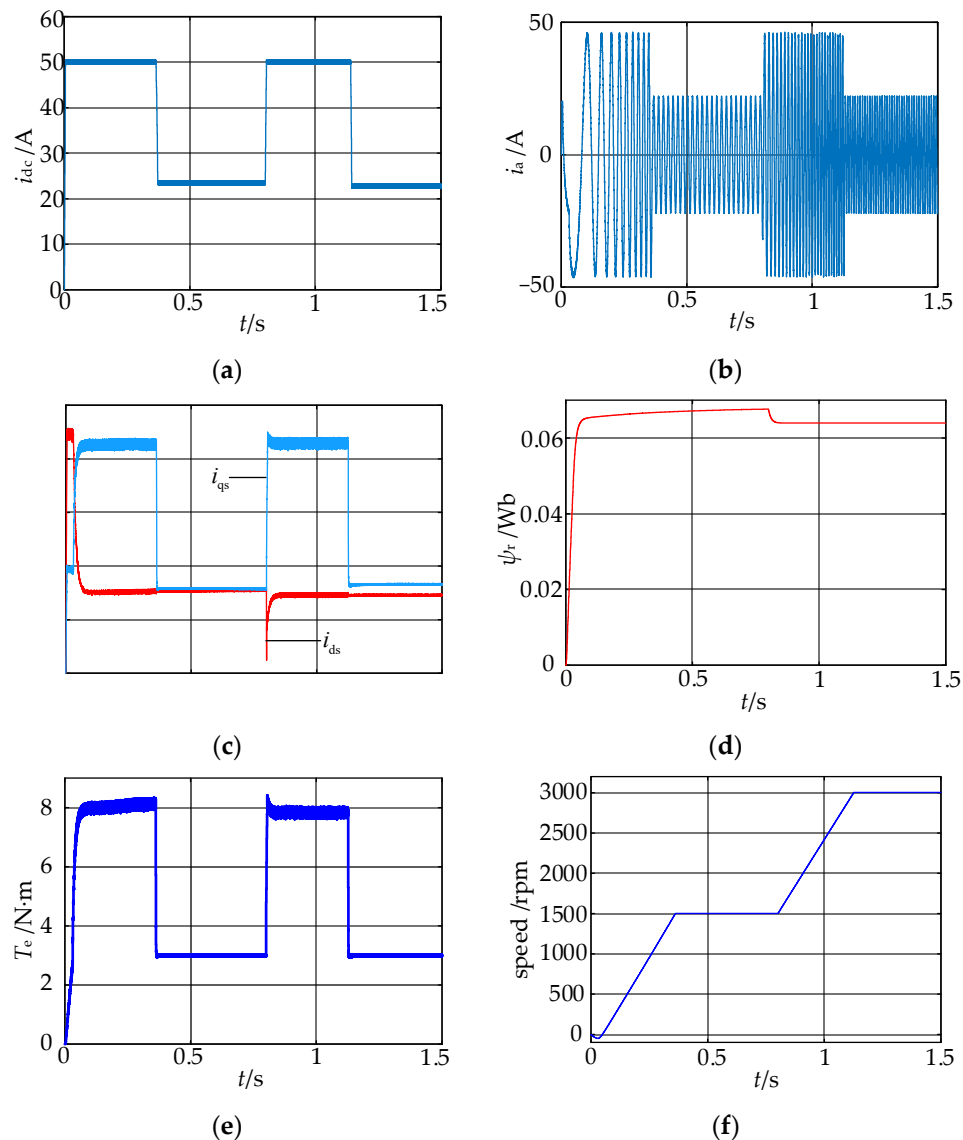 60
50
40
30
20
10
0
i_dc /A
0
0.5
1
1.5
t/s
(a)
50
0
−50
i_a /A
0
0.5
1
1.5
t/s
(b)
i_qs
i_ds
(c)
0.06
0.04
0.02
0
ψ_r /Wb
0
0.5
1
1.5
t/s
(d)
8
6
4
2
0
T_e /N·m
0
0.5
1
1.5
t/s
(e)
3000
2500
2000
1500
1000
500
0
speed /rpm
0
0.5
1
1.5
t/s
(f)